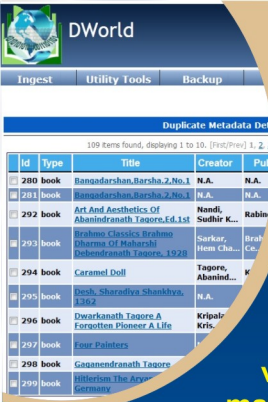 DWorld
Ingest Utility Tools Backup
Duplicate Metadata De
109 items found, displaying 1 to 10. [First/Prev] 1, 2,
Id Type Title Creator Pu
280 book Bangadarshan,Barsha.2,No.1 N.A. N.A.
281 book Bangadarshan,Barsha.2,No.1 N.A. N.A.
292 book Art And Aesthetics Of Abanindranath Tagore,Ed.1st Nandi, Sudhir K... Rabin
293 book Brahmo Classics Brahmo Dharma Of Maharshi Debendranath Tagore, 1928 Sarkar, Hem Cha... Brah Ce...
294 book Caramel Doll Tagore, Abanind... K
295 book Desh, Sharadiya Shankhya, 1362 N.A.
296 book Dwarkanath Tagore A Forgotten Pioneer A Life Kripala Kris...
297 book Four Painters
298 book Gaganendranath Tagore
299 book Hitlerism The Aryan Germany